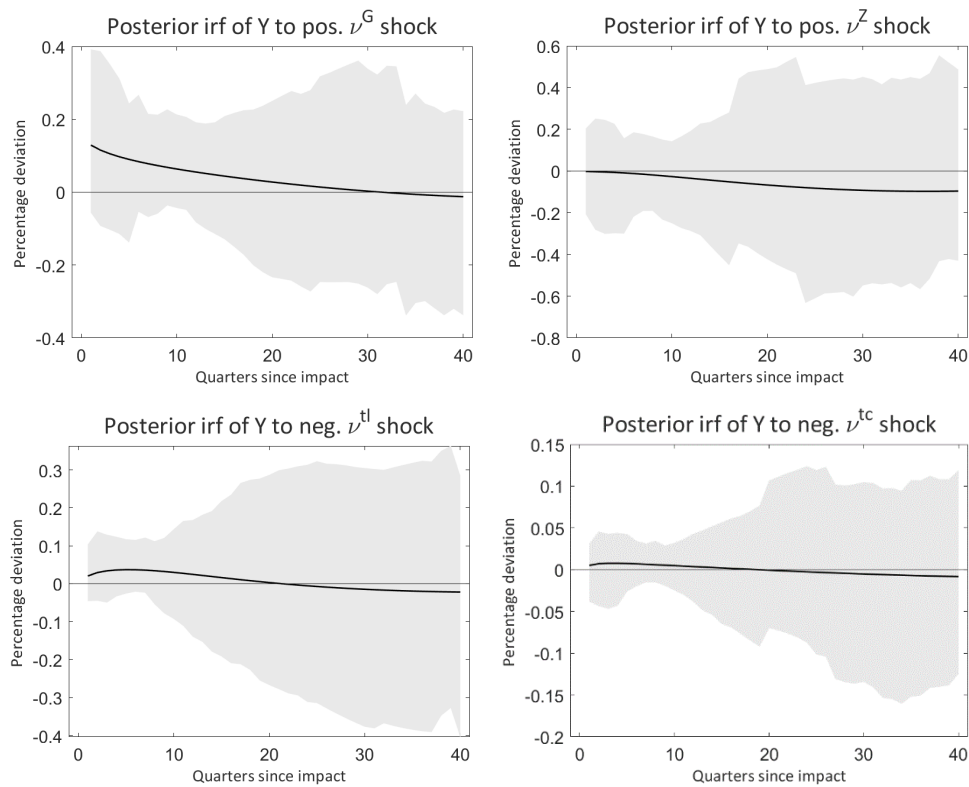 Posterior irf of Y to pos. ν^G shock
Percentage deviation
0.4
0.2
0
-0.2
-0.4
0 10 20 30 40
Quarters since impact
Posterior irf of Y to pos. ν^Z shock
Percentage deviation
0.6
0.4
0.2
0
-0.2
-0.4
-0.6
-0.8
0 10 20 30 40
Quarters since impact
Posterior irf of Y to neg. ν^tl shock
Percentage deviation
0.3
0.2
0.1
0
-0.1
-0.2
-0.3
-0.4
0 10 20 30 40
Quarters since impact
Posterior irf of Y to neg. ν^tc shock
Percentage deviation
0.15
0.1
0.05
0
-0.05
-0.1
-0.15
-0.2
0 10 20 30 40
Quarters since impact